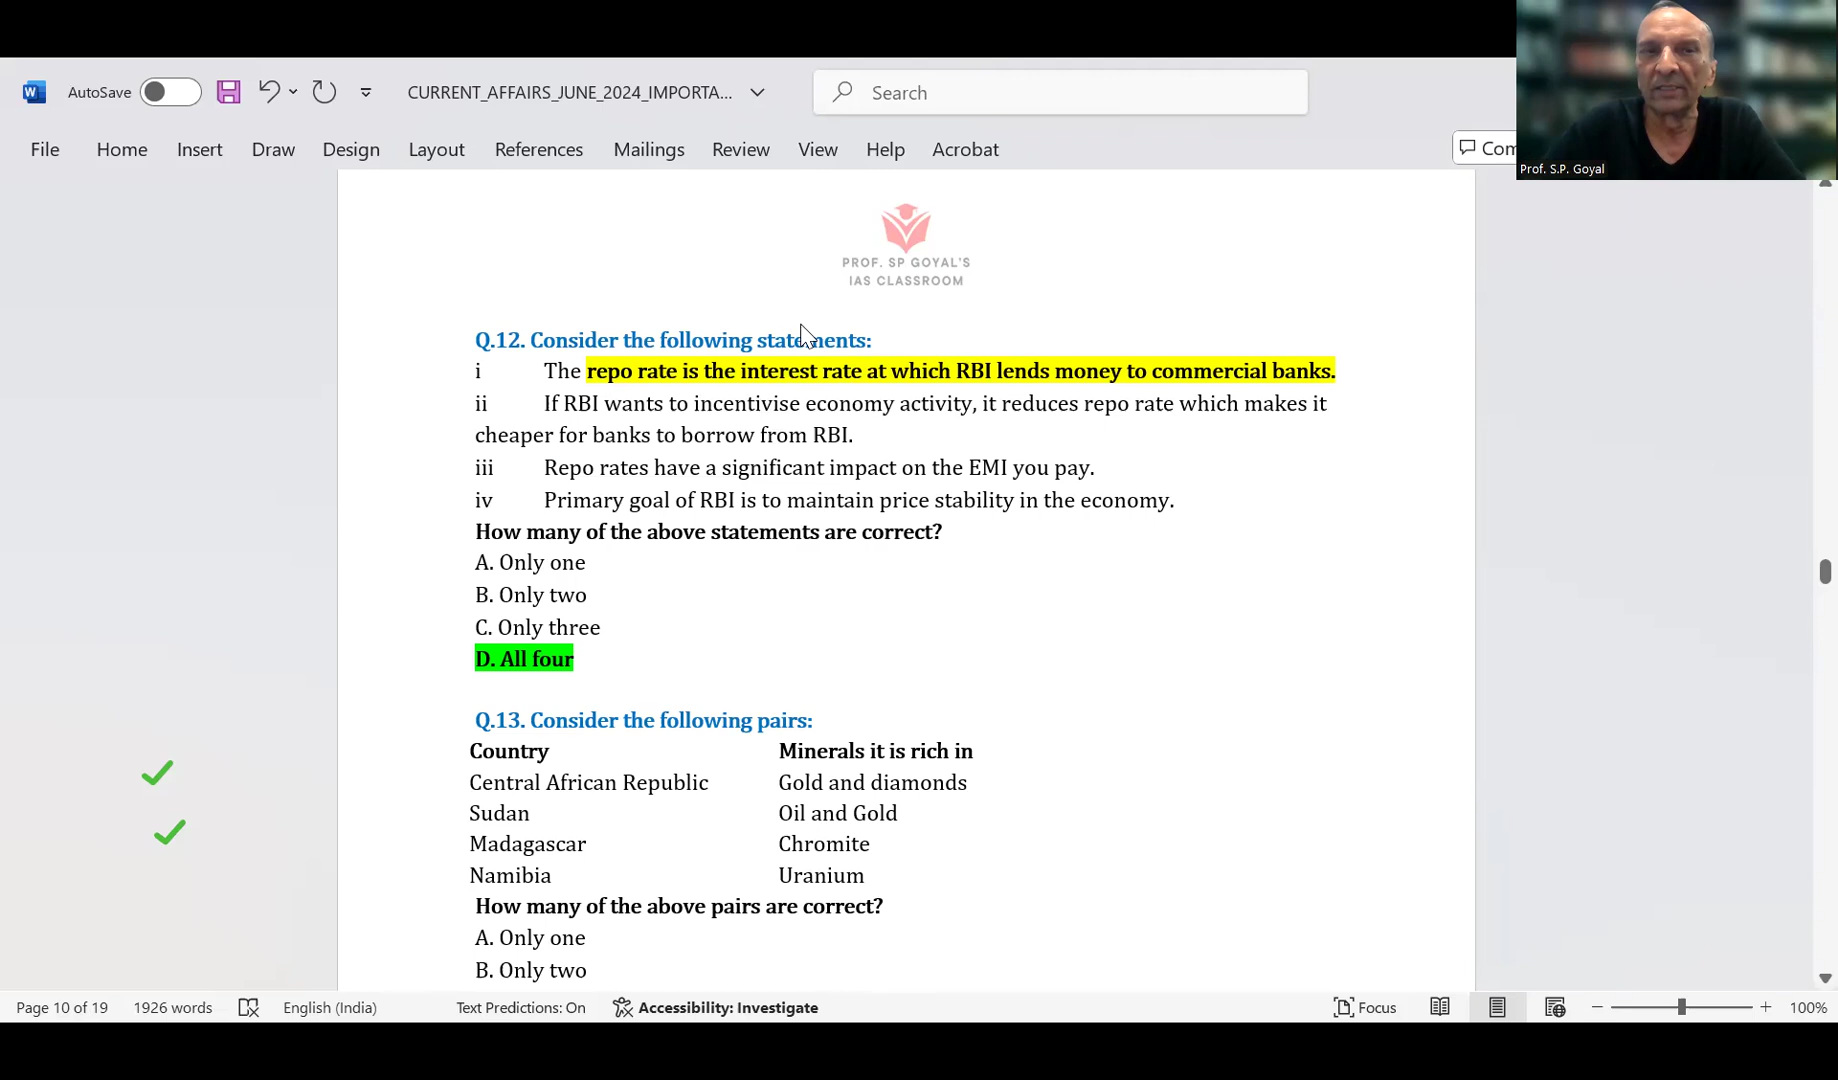 AutoSave
CURRENT_AFFAIRS_JUNE_2024_IMPORTA...
Search
File Home Insert Draw Design Layout References Mailings Review View Help Acrobat
Com
Prof. S.P. Goyal
PROF. SP GOYAL'S
IAS CLASSROOM
Q.12. Consider the following statements:
i The repo rate is the interest rate at which RBI lends money to commercial banks.
ii If RBI wants to incentivise economy activity, it reduces repo rate which makes it
cheaper for banks to borrow from RBI.
iii Repo rates have a significant impact on the EMI you pay.
iv Primary goal of RBI is to maintain price stability in the economy.
How many of the above statements are correct?
A. Only one
B. Only two
C. Only three
D. All four
Q.13. Consider the following pairs:
Country Minerals it is rich in
Central African Republic Gold and diamonds
Sudan Oil and Gold
Madagascar Chromite
Namibia Uranium
How many of the above pairs are correct?
A. Only one
B. Only two
Page 10 of 19 1926 words English (India) Text Predictions: On Accessibility: Investigate Focus 100%